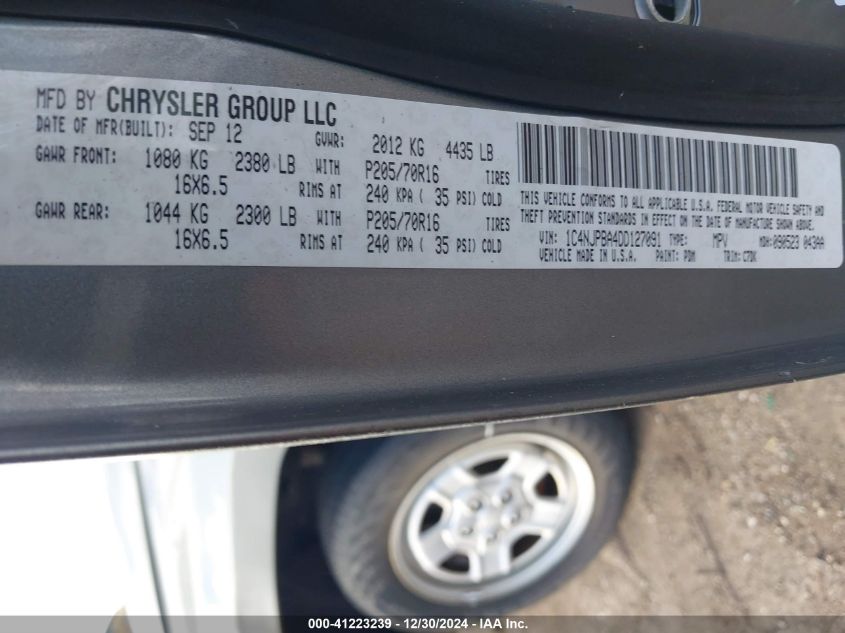 MFD BY CHRYSLER GROUP LLC
DATE OF MFR(BUILT): SEP 12 GVWR: 2012 KG 4435 LB
GAWR FRONT: 1080 KG 2380 LB WITH P205/70R16 TIRES
16X6.5 RIMS AT 240 KPA ( 35 PSI) COLD
GAWR REAR: 1044 KG 2300 LB WITH P205/70R16 TIRES
16X6.5 RIMS AT 240 KPA ( 35 PSI) COLD
THIS VEHICLE CONFORMS TO ALL APPLICABLE U.S.A. FEDERAL MOTOR VEHICLE SAFETY AND
THEFT PREVENTION STANDARDS IN EFFECT ON THE DATE OF MANUFACTURE SHOWN ABOVE.
VIN: 1C4NJPBA4DD127091 TYPE: MPV MDH: 090523 043AA
VEHICLE MADE IN U.S.A. PAINT: PDM TRIM: C7DK
000-41223239 - 12/30/2024 - IAA Inc.